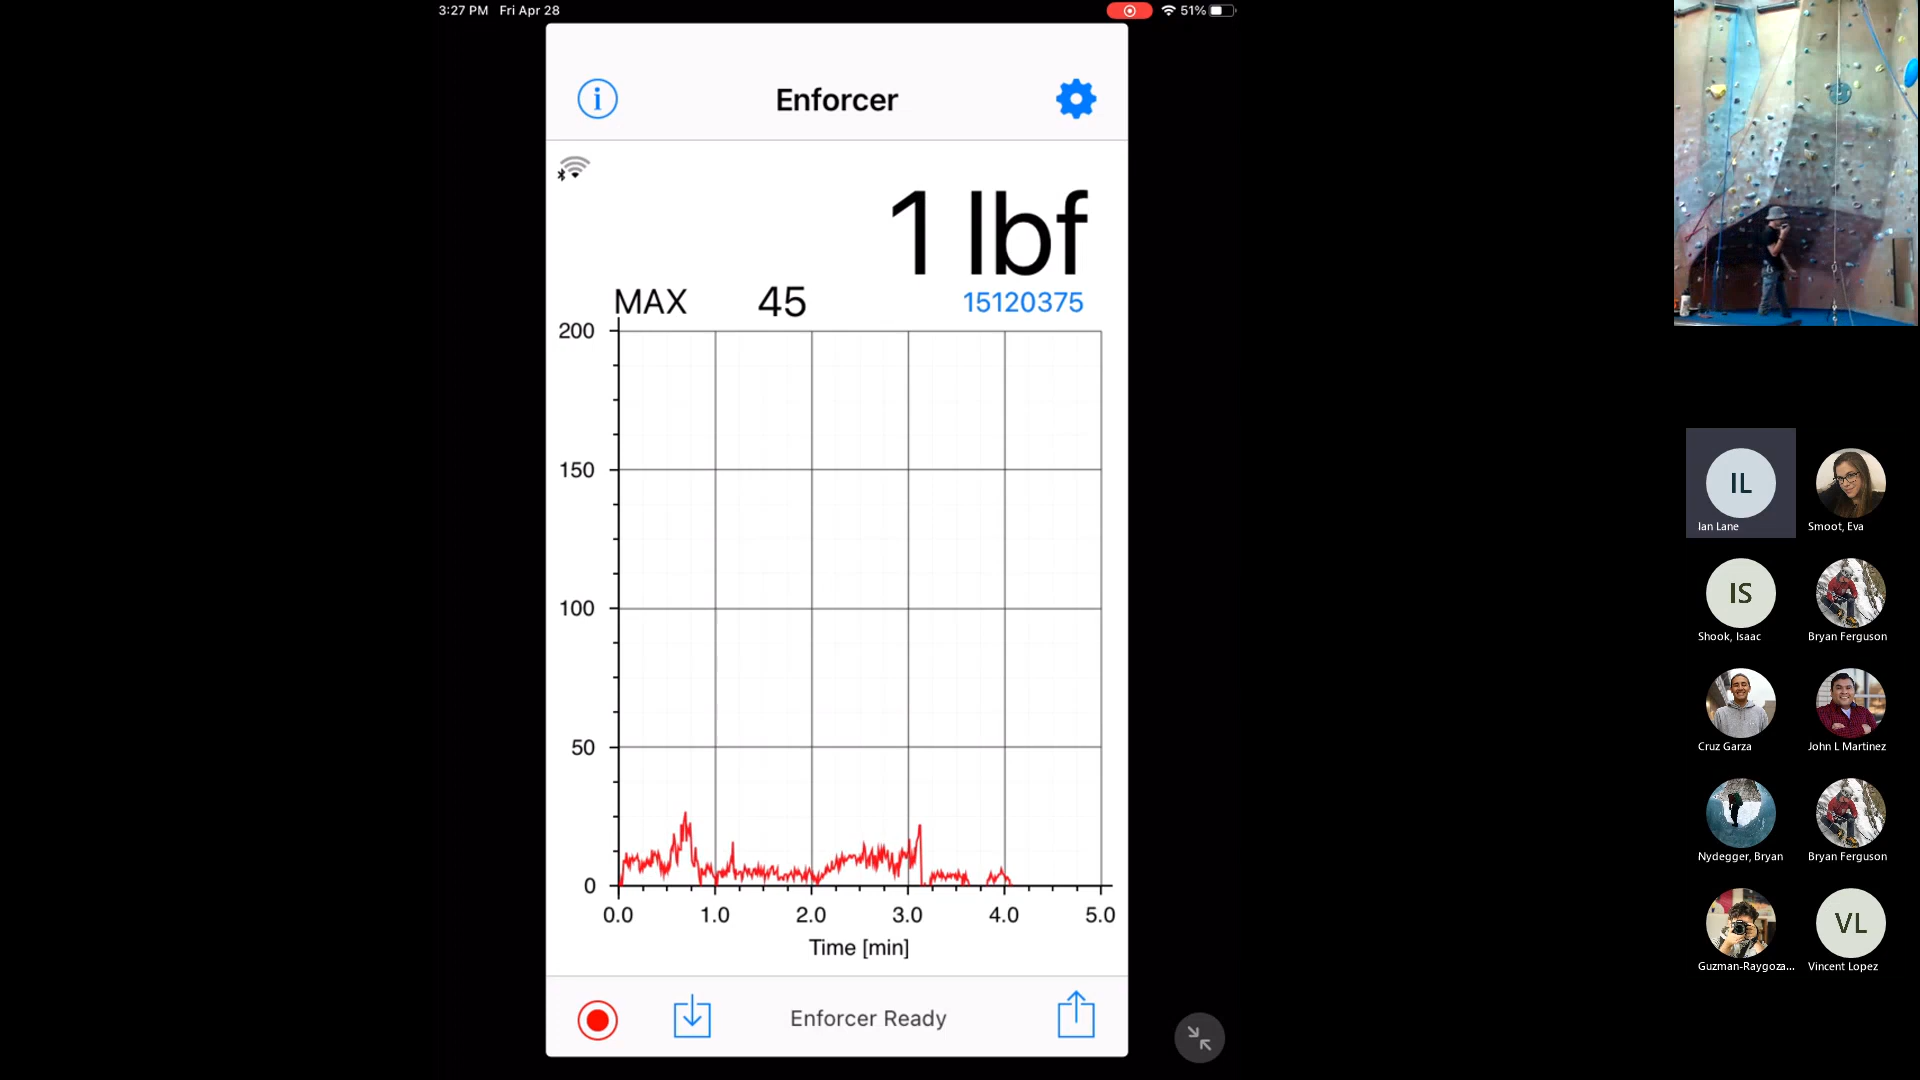 3:27 PM Fri Apr 28
51%
Enforcer
1 lbf
MAX 45 15120375
200
150
100
50
0
0.0 1.0 2.0 3.0 4.0 5.0
Time [min]
Enforcer Ready
IL
Ian Lane
Smoot, Eva
IS
Shook, Isaac
Bryan Ferguson
Cruz Garza
John L Martinez
Nydegger, Bryan
Bryan Ferguson
Guzman-Raygoza...
VL
Vincent Lopez